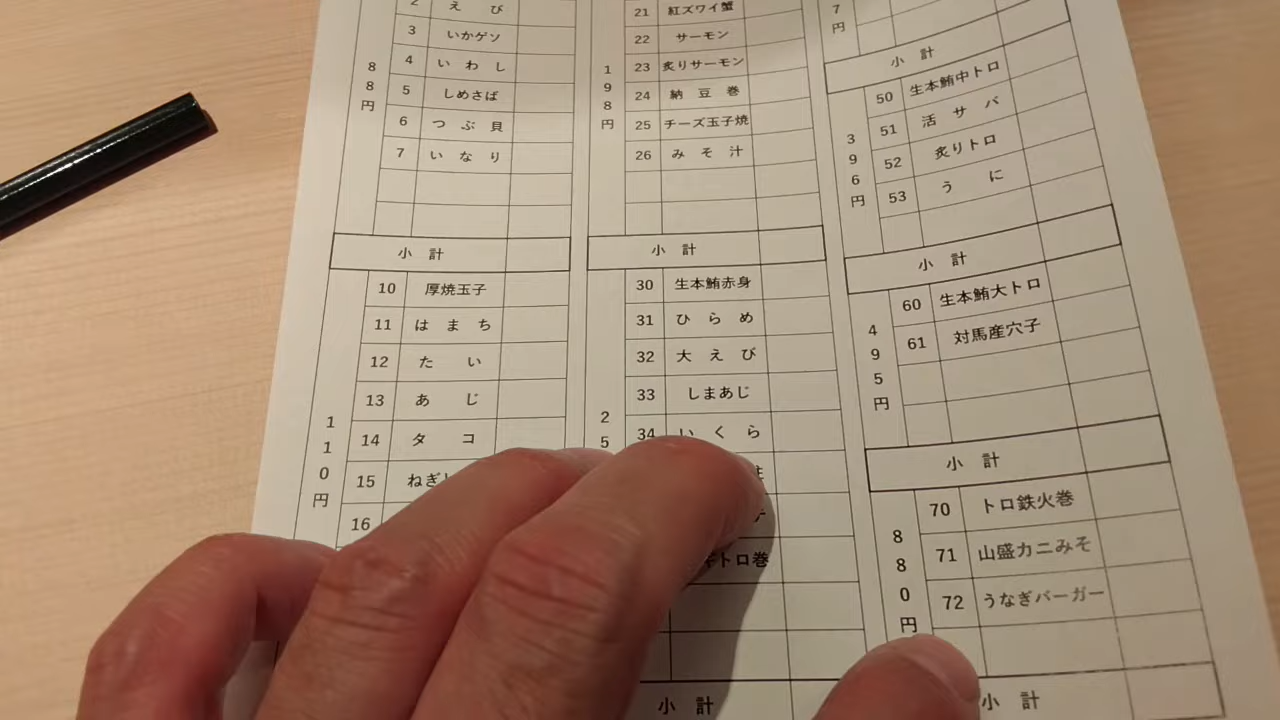 2 えび
3 いかゲソ
4 いわし
5 しめさば
6 つぶ貝
7 いなり
88円
小計
10 厚焼玉子
11 はまち
12 たい
13 あじ
14 タコ
15 ねぎ
16
110円
21 紅ズワイ蟹
22 サーモン
23 炙りサーモン
24 納豆巻
25 チーズ玉子焼
26 みそ汁
198円
小計
30 生本鮪赤身
31 ひらめ
32 大えび
33 しまあじ
34 いくら
トロ巻
25
小計
7円
小計
50 生本鮪中トロ
51 活サバ
52 炙りトロ
53 うに
396円
小計
60 生本鮪大トロ
61 対馬産穴子
495円
小計
70 トロ鉄火巻
71 山盛カニみそ
72 うなぎバーガー
880円
小計